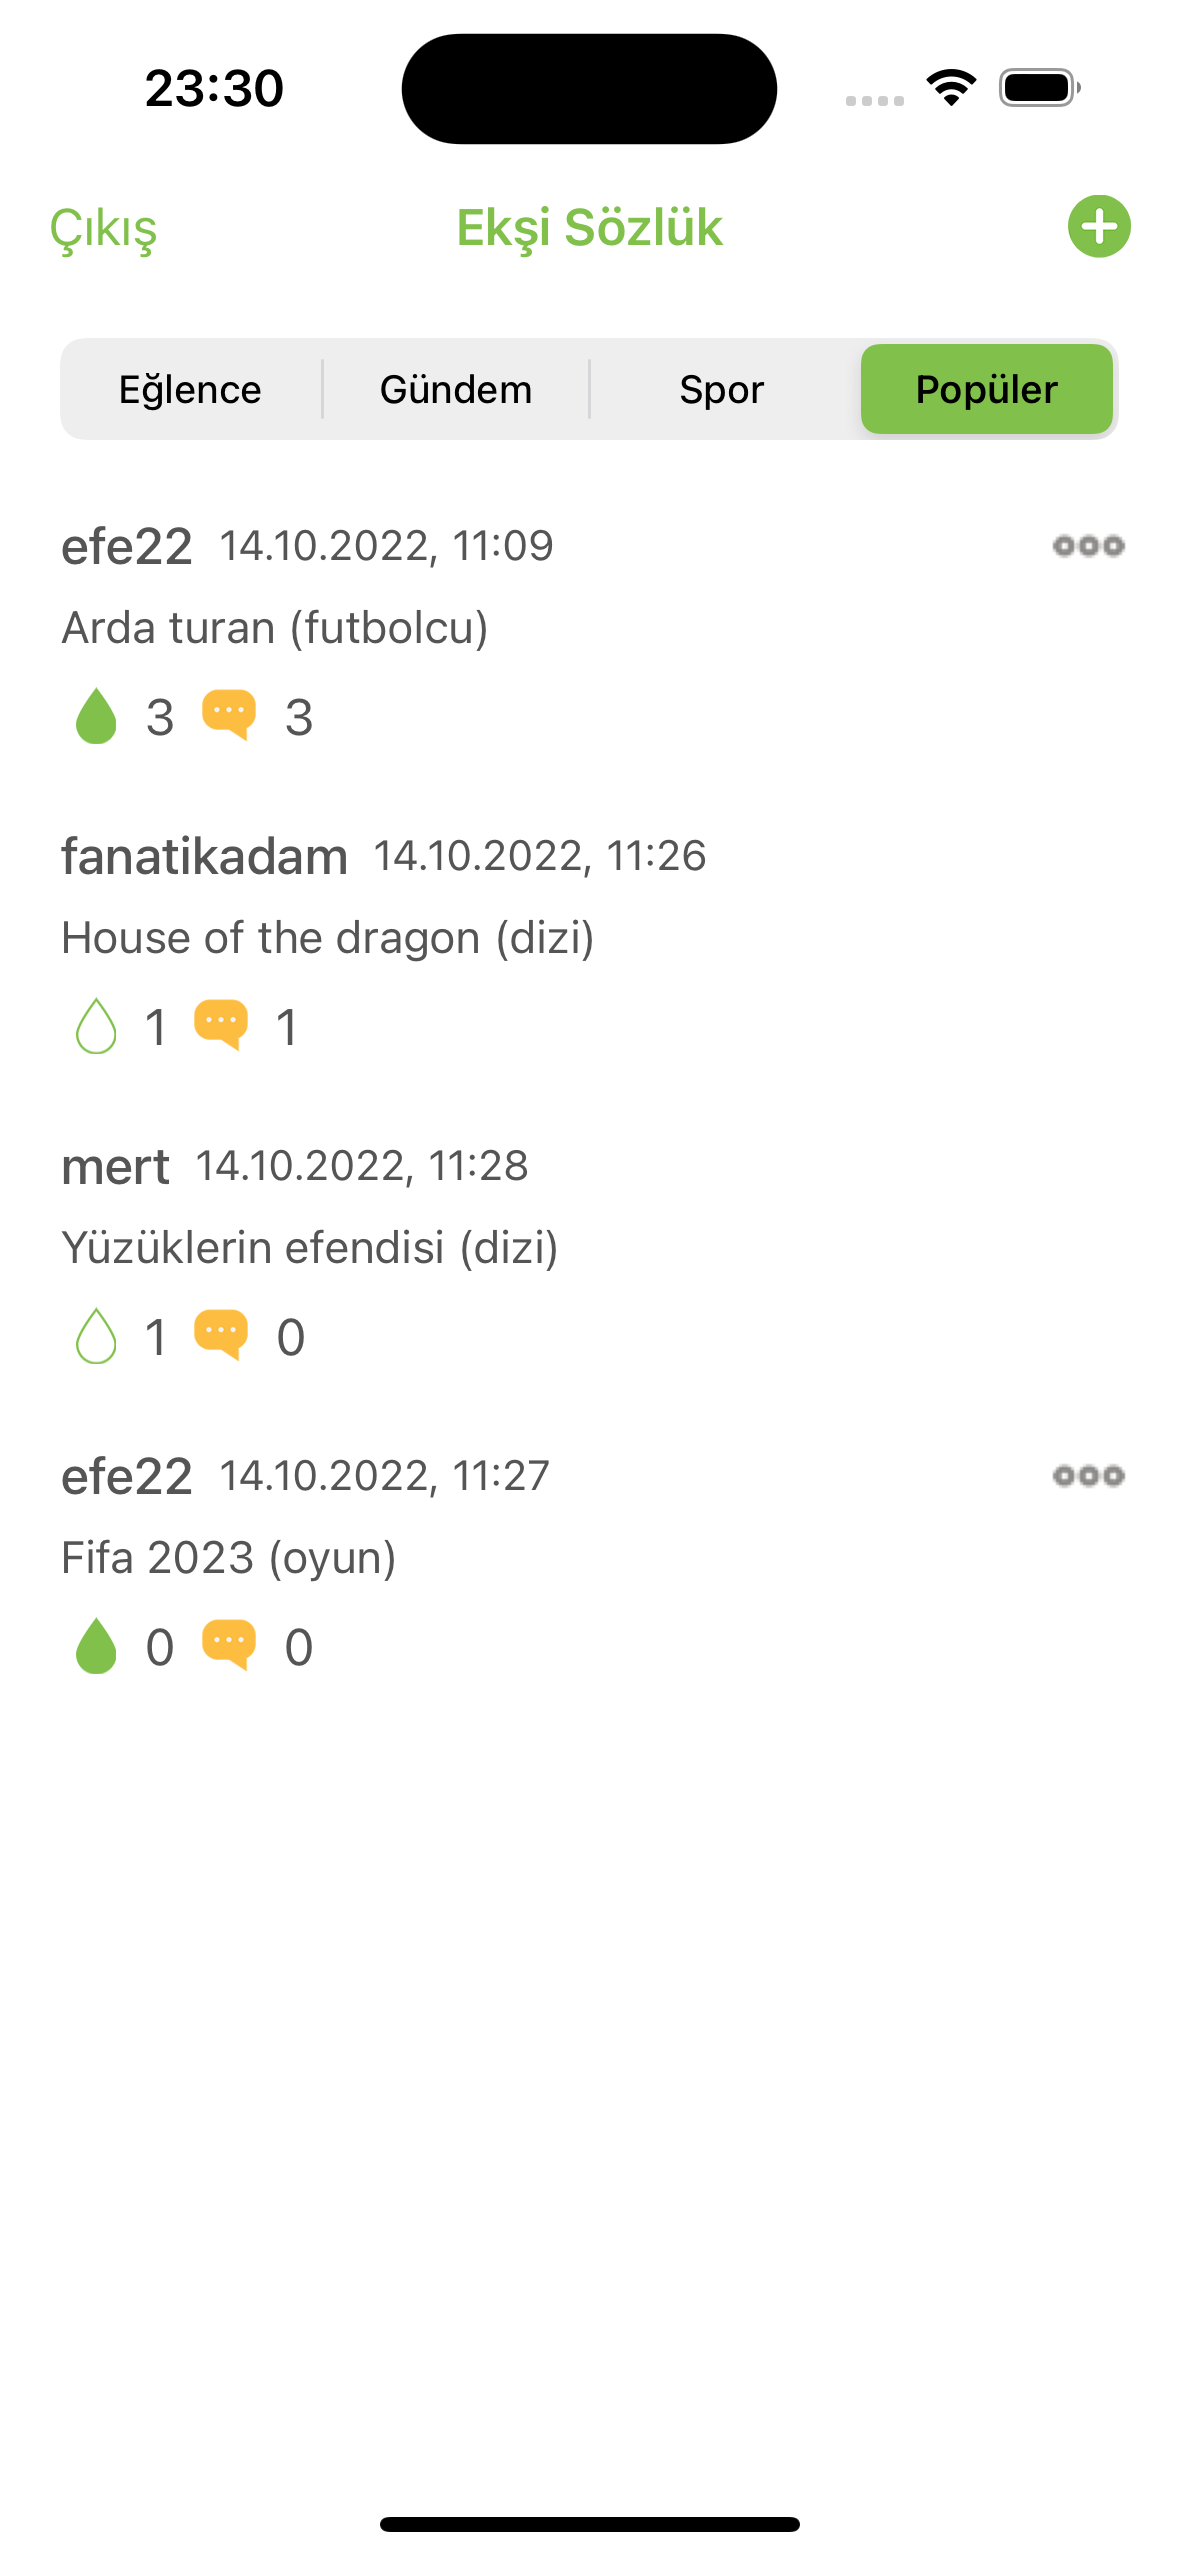 23:30
Çıkış Ekşi Sözlük
Eğlence Gündem Spor Popüler
efe22 14.10.2022, 11:09
Arda turan (futbolcu)
3 3
fanatikadam 14.10.2022, 11:26
House of the dragon (dizi)
1 1
mert 14.10.2022, 11:28
Yüzüklerin efendisi (dizi)
1 0
efe22 14.10.2022, 11:27
Fifa 2023 (oyun)
0 0